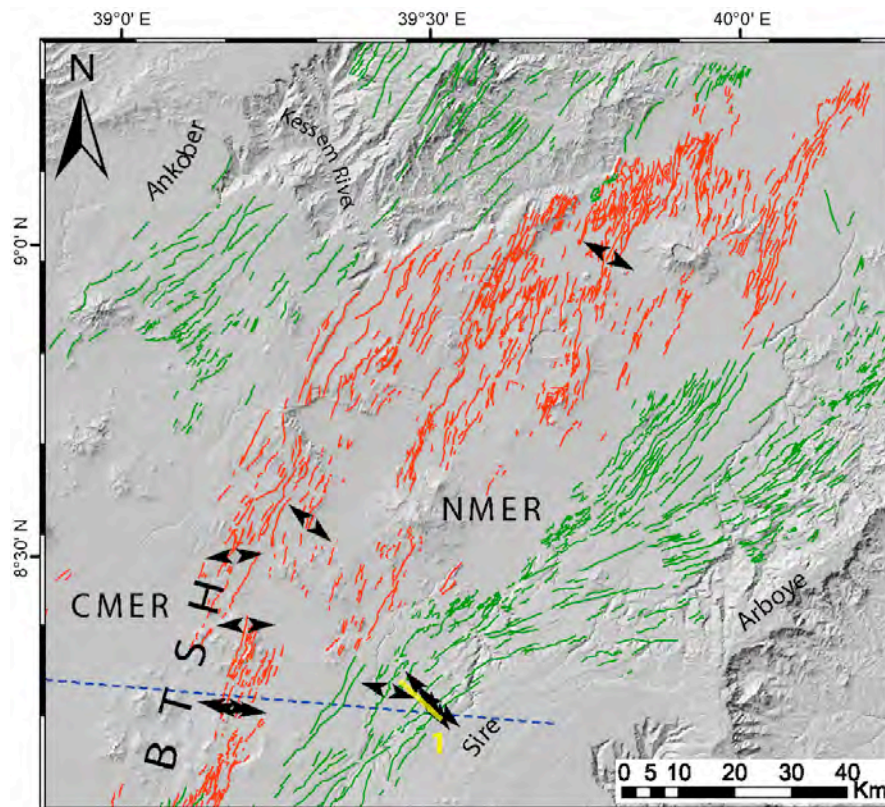 39°0' E
39°30' E
40°0' E
N
Ankober
Kessem River
9°0' N
NMER
8°30' N
CMER
BTSH
Arboye
Sire
1
0 5 10 20 30 40
Km